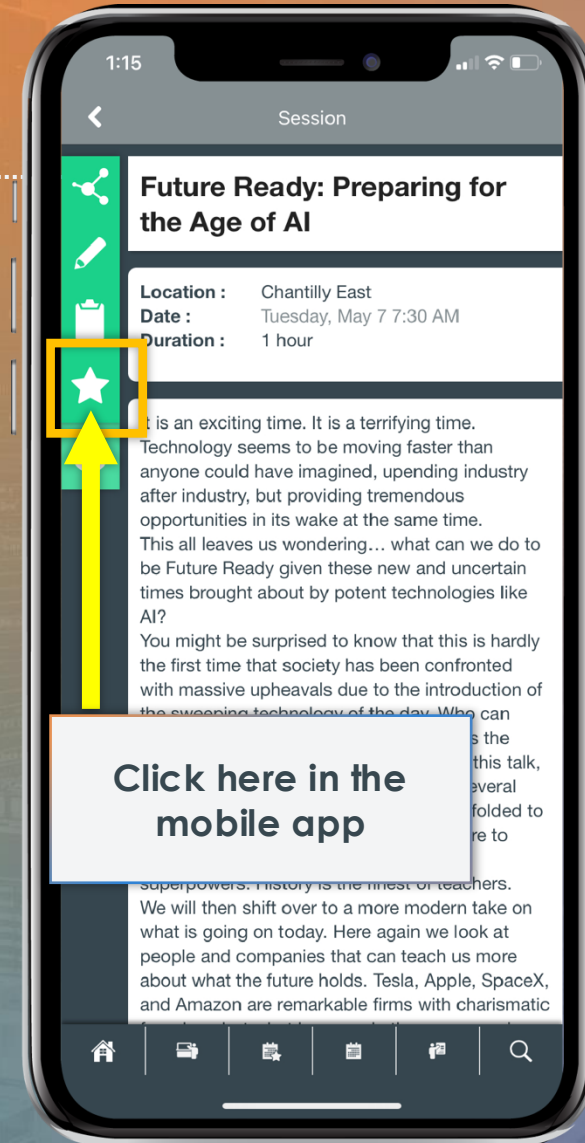 1:15
Session
Future Ready: Preparing for
the Age of AI
Location : Chantilly East
Date : Tuesday, May 7 7:30 AM
Duration : 1 hour
t is an exciting time. It is a terrifying time.
Technology seems to be moving faster than
anyone could have imagined, upending industry
after industry, but providing tremendous
opportunities in its wake at the same time.
This all leaves us wondering… what can we do to
be Future Ready given these new and uncertain
times brought about by potent technologies like
AI?
You might be surprised to know that this is hardly
the first time that society has been confronted
with massive upheavals due to the introduction of
the sweeping technology of the day. Who can
s the
this talk,
everal
folded to
re to
Click here in the
mobile app
superpowers. History is the finest of teachers.
We will then shift over to a more modern take on
what is going on today. Here again we look at
people and companies that can teach us more
about what the future holds. Tesla, Apple, SpaceX,
and Amazon are remarkable firms with charismatic